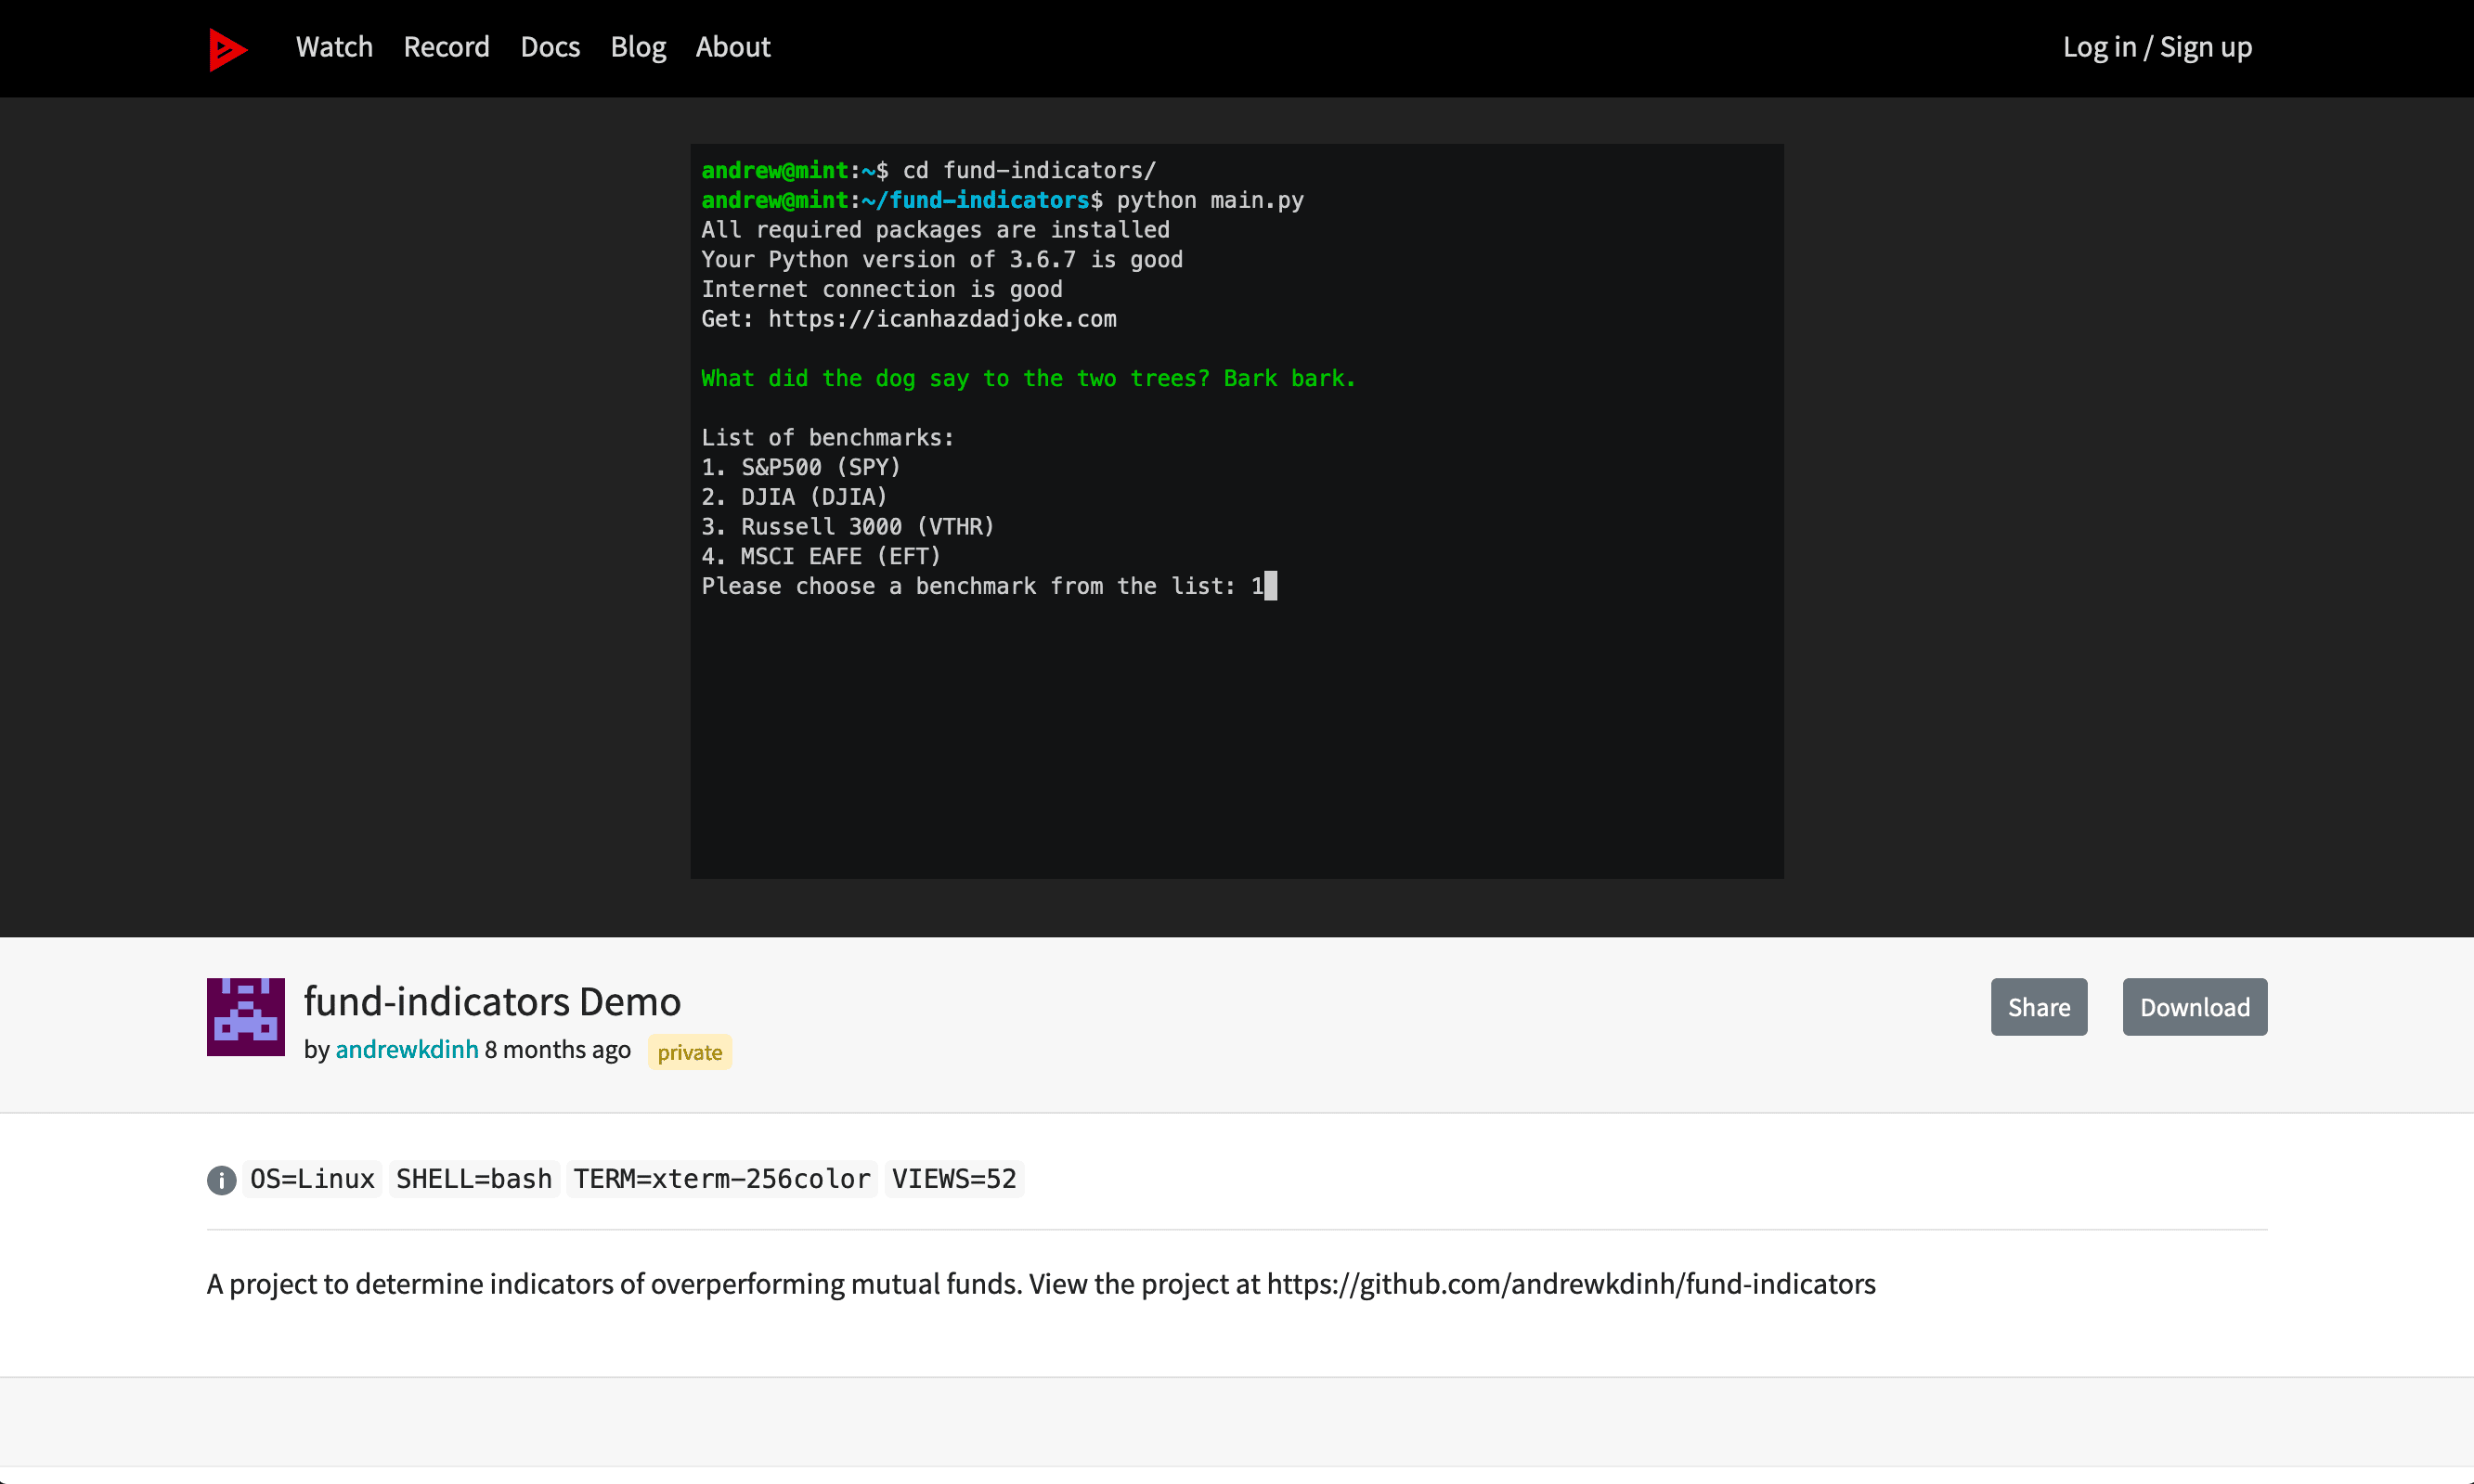 Watch Record Docs Blog About Log in / Sign up
andrew@mint:~$ cd fund-indicators/
andrew@mint:~/fund-indicators$ python main.py
All required packages are installed
Your Python version of 3.6.7 is good
Internet connection is good
Get: https://icanhazdadjoke.com
What did the dog say to the two trees? Bark bark.
List of benchmarks:
1. S&P500 (SPY)
2. DJIA (DJIA)
3. Russell 3000 (VTHR)
4. MSCI EAFE (EFT)
Please choose a benchmark from the list: 1
fund-indicators Demo
by andrewkdinh 8 months ago private
Share Download
OS=Linux SHELL=bash TERM=xterm-256color VIEWS=52
A project to determine indicators of overperforming mutual funds. View the project at https://github.com/andrewkdinh/fund-indicators